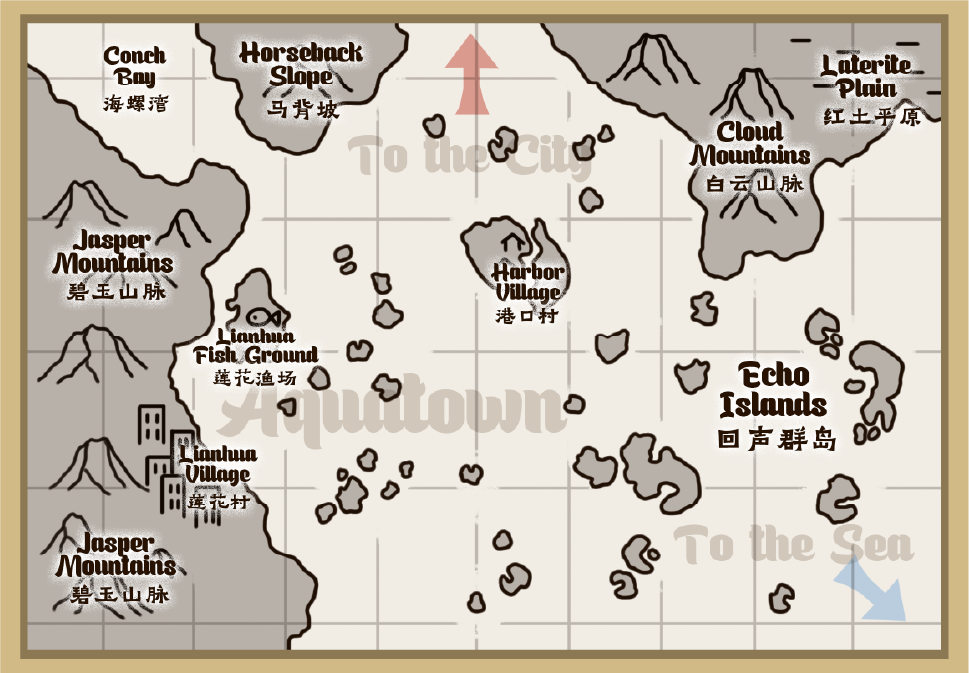 Conch
Bay
海螺湾
Horseback
Slope
马背坡
Laterite
Plain
红土平原
To the City
Cloud
Mountains
白云山脉
Jasper
Mountains
碧玉山脉
Harbor
Village
港口村
Lianhua
Fish Ground
莲花渔场
Aquatown
Echo
Islands
回声群岛
Lianhua
Village
莲花村
To the Sea
Jasper
Mountains
碧玉山脉